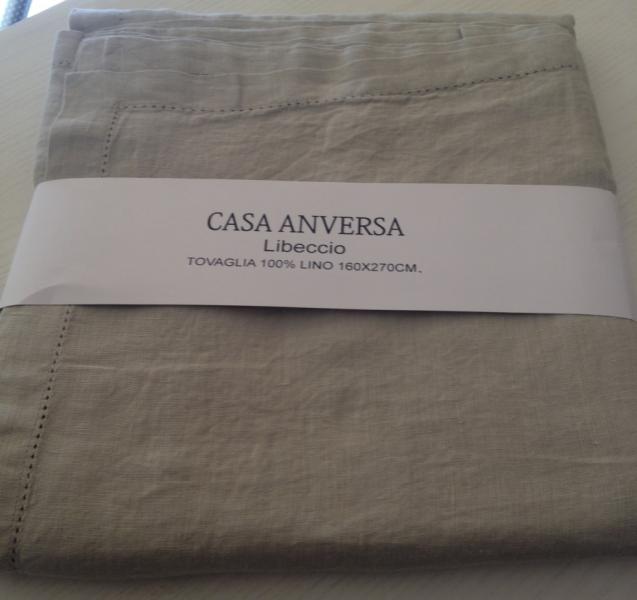 CASA ANVERSA
Libeccio
TOVAGLIA 100% LINO 160X270CM.